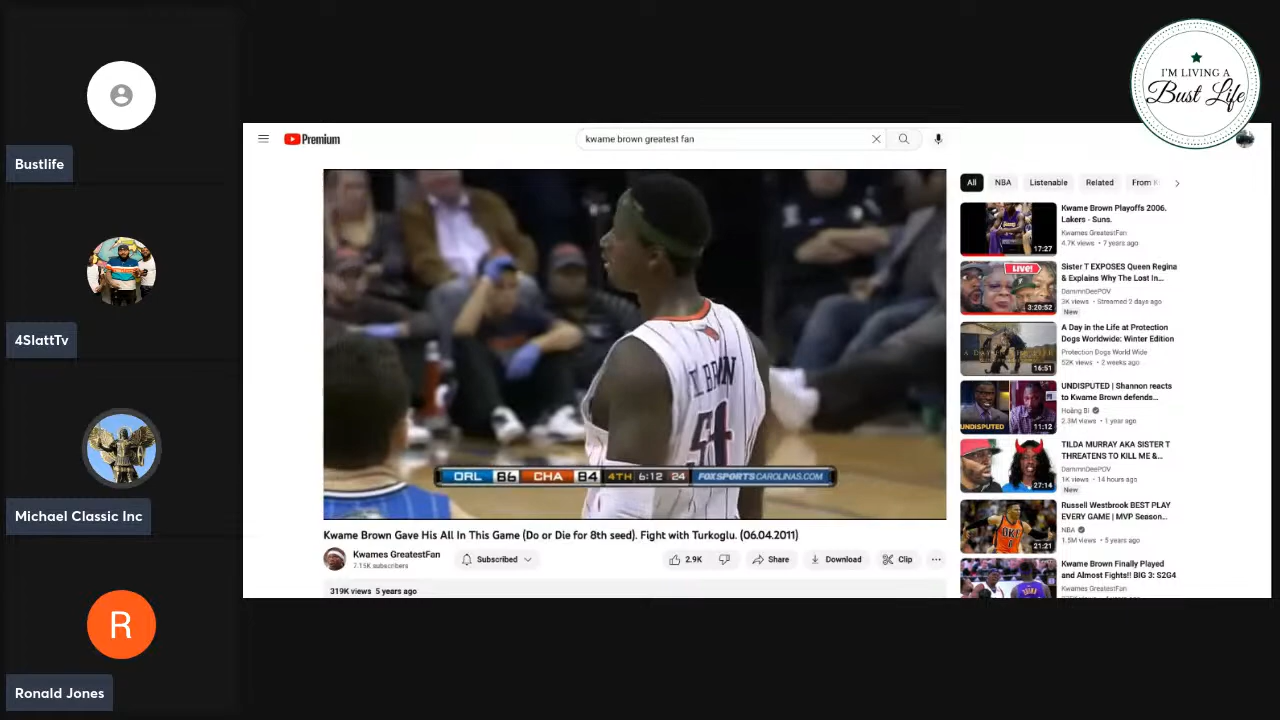 I'M LIVING A
Bust Life
Bustlife
4SlattTv
Michael Classic Inc
R
Ronald Jones
Premium
kwame brown greatest fan
54
ORL 86 CHA 84 4TH 6:12 24 FOXSPORTSCAROLINAS.COM
Kwame Brown Gave His All In This Game (Do or Die for 8th seed). Fight with Turkoglu. (06.04.2011)
Kwames GreatestFan
7.15K subscribers
Subscribed
2.9K
Share
Download
Clip
319K views 5 years ago
All
NBA
Listenable
Related
17:27
Kwame Brown Playoffs 2006.
Lakers - Suns.
Kwames GreatestFan
4.7K views • 7 years ago
LIVE!
3:20:52
Sister T EXPOSES Queen Regina
& Explains Why The Lost In...
DammnDeePOV
3K views • Streamed 2 days ago
New
16:51
A Day in the Life at Protection
Dogs Worldwide: Winter Edition
Protection Dogs World Wide
52K views • 2 weeks ago
UNDISPUTED
11:12
UNDISPUTED | Shannon reacts
to Kwame Brown defends...
Hoàng Bi
2.3M views • 1 year ago
27:14
TILDA MURRAY AKA SISTER T
THREATENS TO KILL ME &...
DammnDeePOV
1K views • 14 hours ago
New
21:21
Russell Westbrook BEST PLAY
EVERY GAME | MVP Season...
NBA
1.5M views • 5 years ago
Kwame Brown Finally Played
and Almost Fights!! BIG 3: S2G4
Kwames GreatestFan